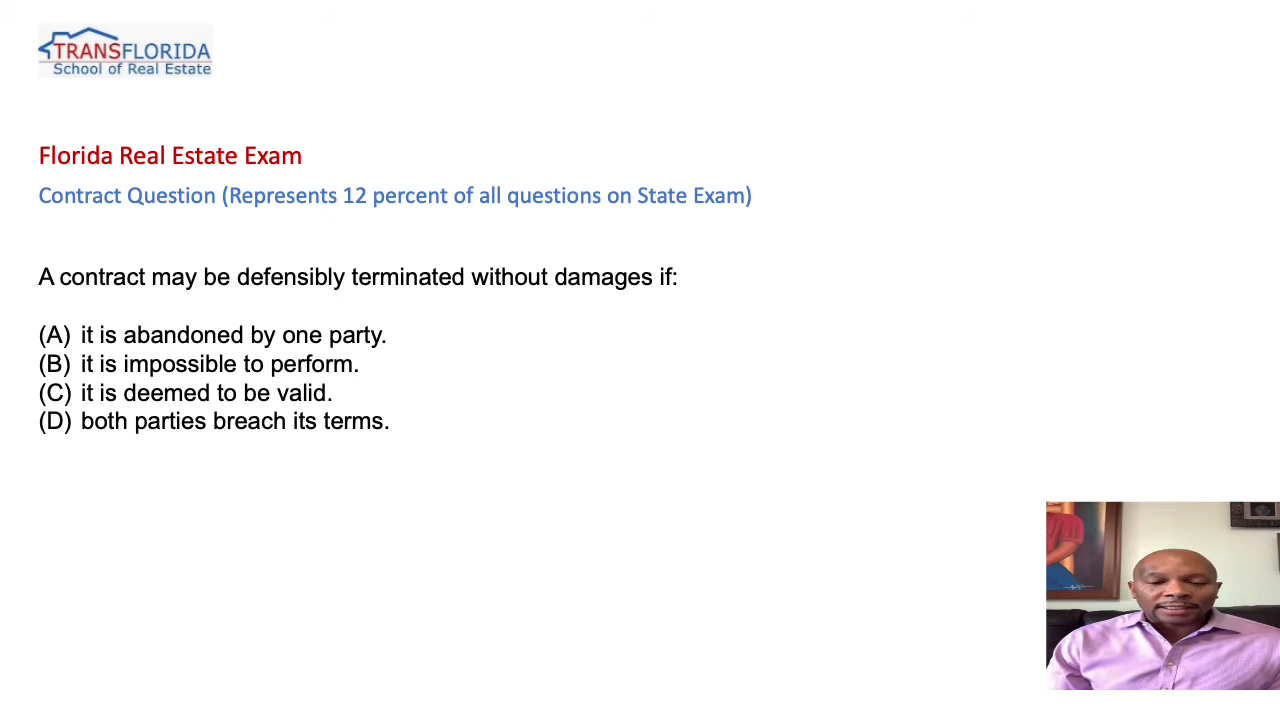 TRANSFLORIDA
School of Real Estate
Florida Real Estate Exam
Contract Question (Represents 12 percent of all questions on State Exam)
A contract may be defensibly terminated without damages if:
(A) it is abandoned by one party.
(B) it is impossible to perform.
(C) it is deemed to be valid.
(D) both parties breach its terms.